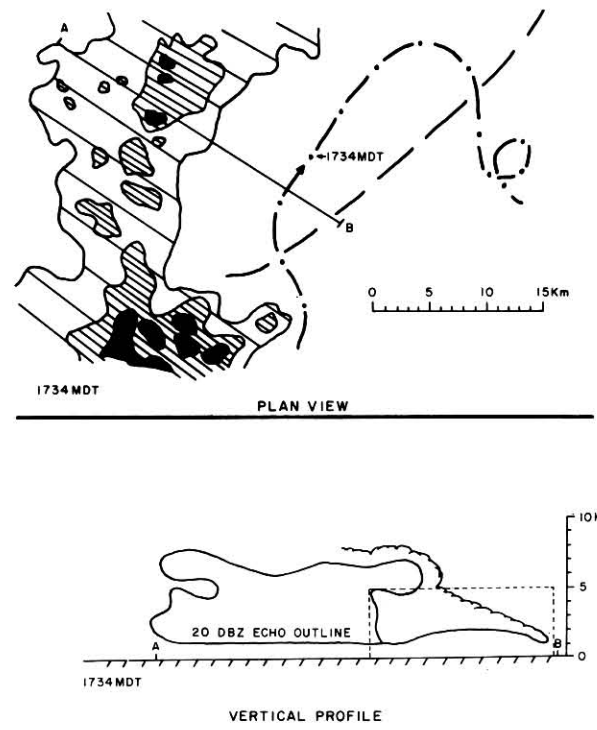 A
1734MDT
B
0 5 10 15Km
1734MDT
PLAN VIEW
10
5
20 DBZ ECHO OUTLINE
A
B
0
1734MDT
VERTICAL PROFILE